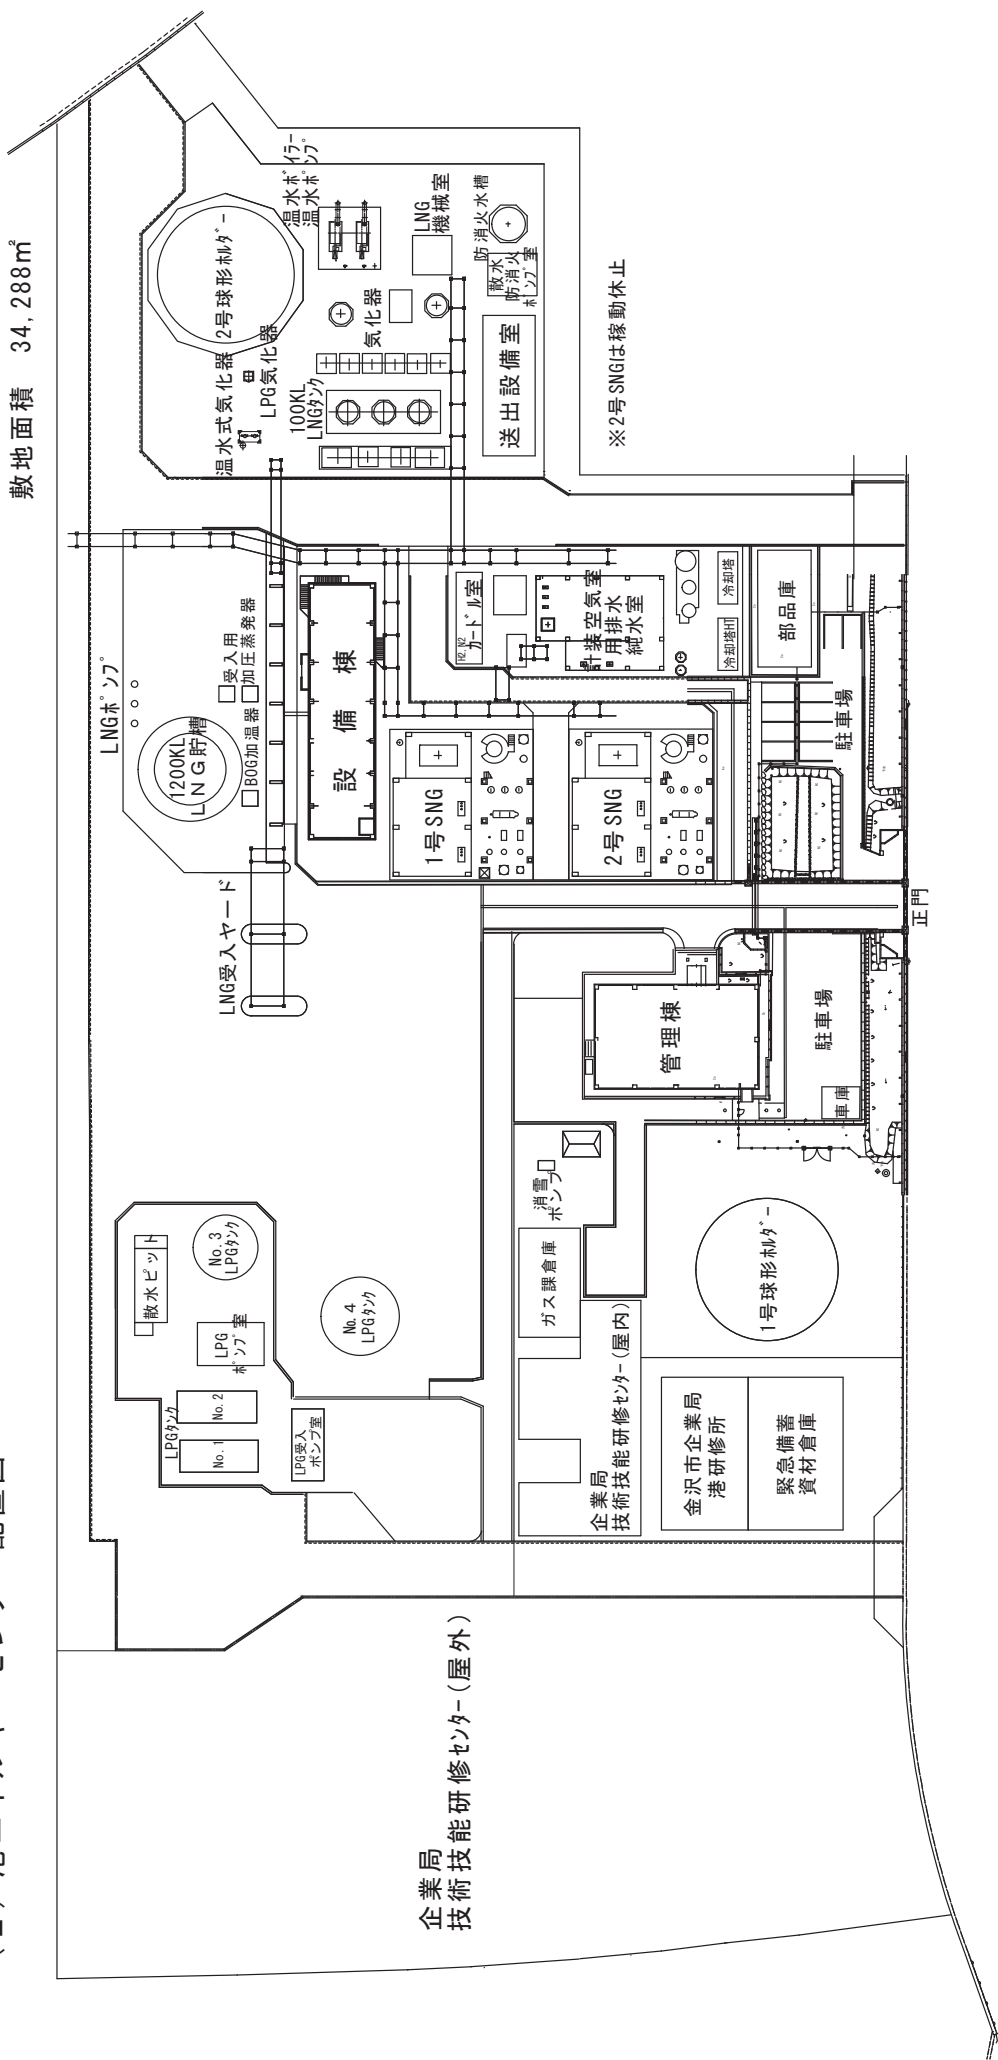 敷地面積 34,288㎡
企業局
技術技能研修センター(屋外)
散水ピット
No.3
LPGタンク
LPG
ポンプ室
LPGタンク
No.1
No.2
No.4
LPGタンク
LPG受入
ポンプ室
LNG受入ヤード
LNGポンプ
1200KL
LNG貯槽
受入用
加圧蒸発器
BOG加温器
設備棟
1号SNG
2号SNG
温水式気化器
2号球形ホルダー
LPG気化器
100KL
LNGタンク
気化器
温水ボイラー
温水ポンプ
LNG
機械室
防消火水槽
散水
防消火
ポンプ室
送出設備室
※2号SNGは稼動休止
H2,N2
カードル室
計装空気室
用排水
純水室
冷却塔H1
冷却塔
部品庫
駐車場
正門
管理棟
駐車場
車庫
消雪
ポンプ
ガス課倉庫
企業局
技術技能研修センター(屋内)
1号球形ホルダー
金沢市企業局
港研修所
緊急備蓄
資材倉庫